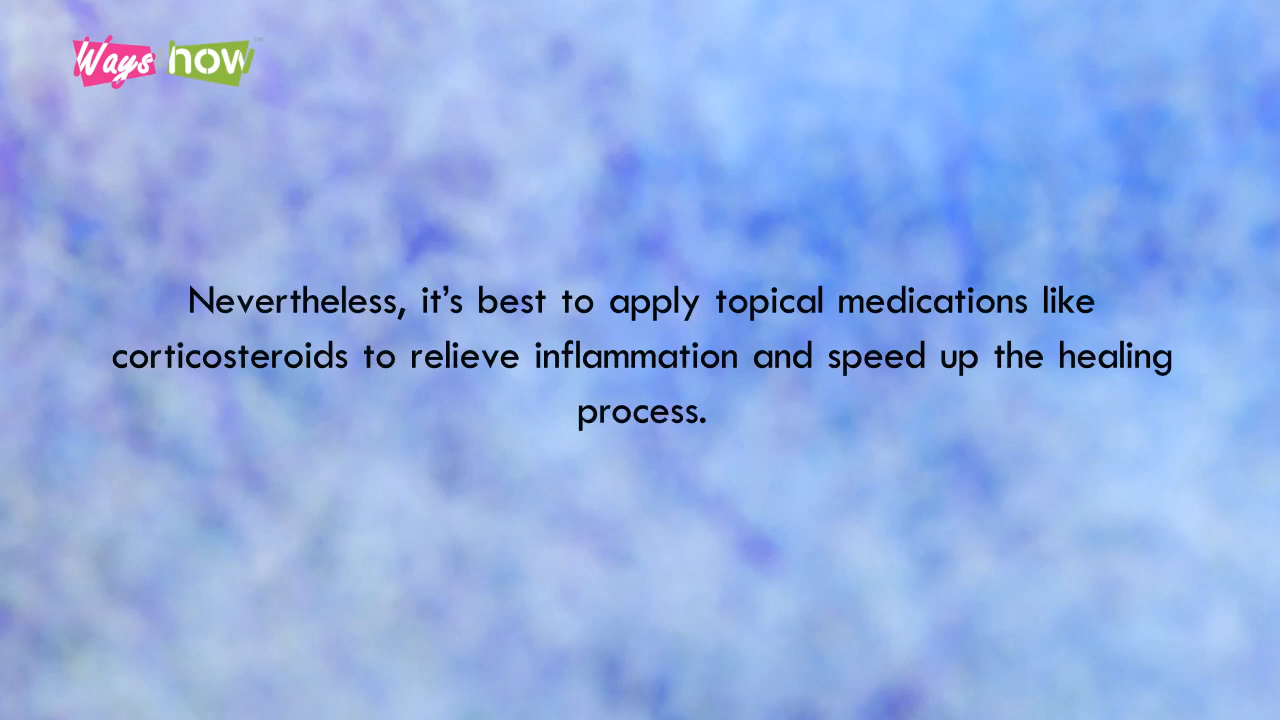 Ways now™
Nevertheless, it’s best to apply topical medications like
corticosteroids to relieve inflammation and speed up the healing
process.